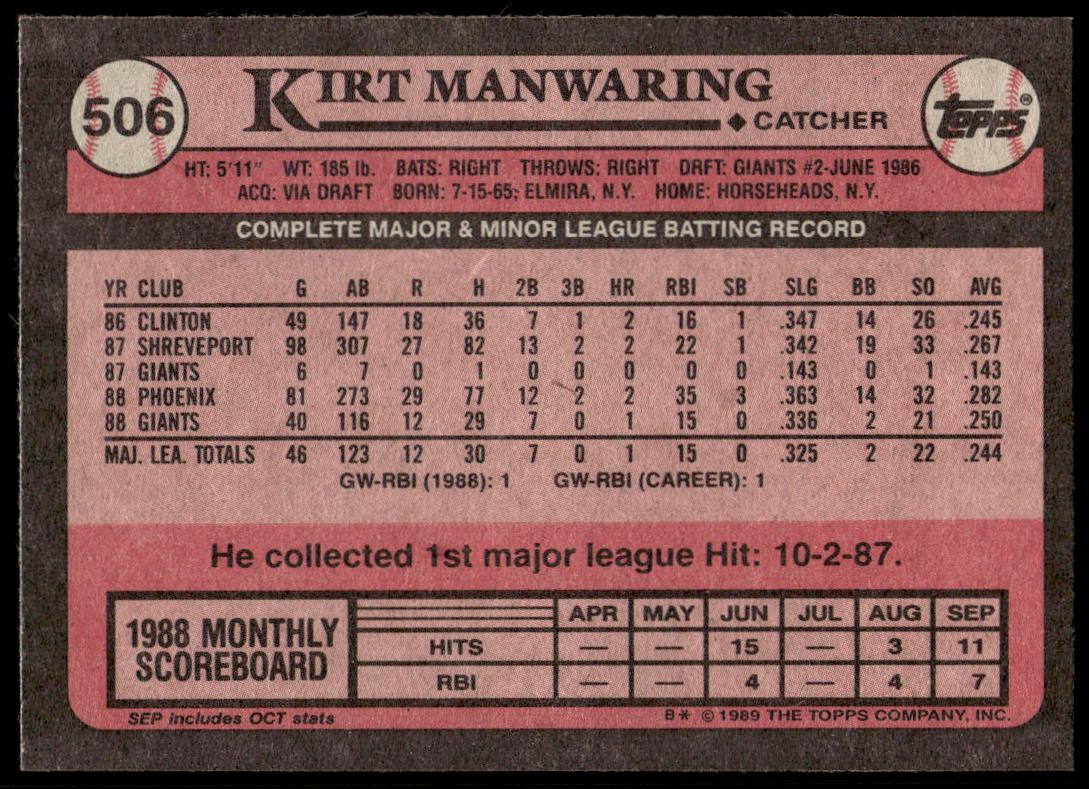 506
KIRT MANWARING
◆ CATCHER
TOPPS®
HT: 5'11" WT: 185 lb. BATS: RIGHT THROWS: RIGHT DRFT: GIANTS #2-JUNE 1986
ACQ: VIA DRAFT BORN: 7-15-65; ELMIRA, N.Y. HOME: HORSEHEADS, N.Y.
COMPLETE MAJOR & MINOR LEAGUE BATTING RECORD
YR CLUB G AB R H 2B 3B HR RBI SB SLG BB SO AVG
86 CLINTON 49 147 18 36 7 1 2 16 1 .347 14 26 .245
87 SHREVEPORT 98 307 27 82 13 2 2 22 1 .342 19 33 .267
87 GIANTS 6 7 0 1 0 0 0 0 0 .143 0 1 .143
88 PHOENIX 81 273 29 77 12 2 2 35 3 .363 14 32 .282
88 GIANTS 40 116 12 29 7 0 1 15 0 .336 2 21 .250
MAJ. LEA. TOTALS 46 123 12 30 7 0 1 15 0 .325 2 22 .244
GW-RBI (1988): 1 GW-RBI (CAREER): 1
He collected 1st major league Hit: 10-2-87.
1988 MONTHLY
SCOREBOARD
APR MAY JUN JUL AUG SEP
HITS — — 15 — 3 11
RBI — — 4 — 4 7
SEP includes OCT stats
B* © 1989 THE TOPPS COMPANY, INC.